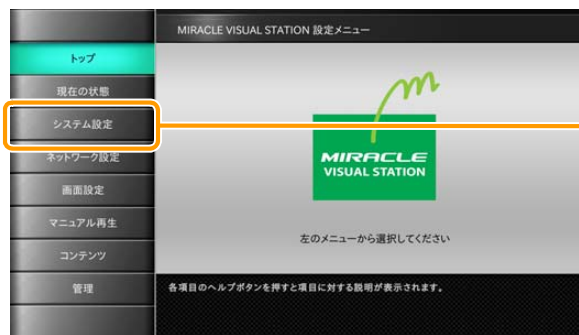 MIRACLE VISUAL STATION 設定メニュー
トップ
現在の状態
システム設定
ネットワーク設定
画面設定
マニュアル再生
コンテンツ
管理
m
MIRACLE
VISUAL STATION
左のメニューから選択してください
各項目のヘルプボタンを押すと項目に対する説明が表示されます。